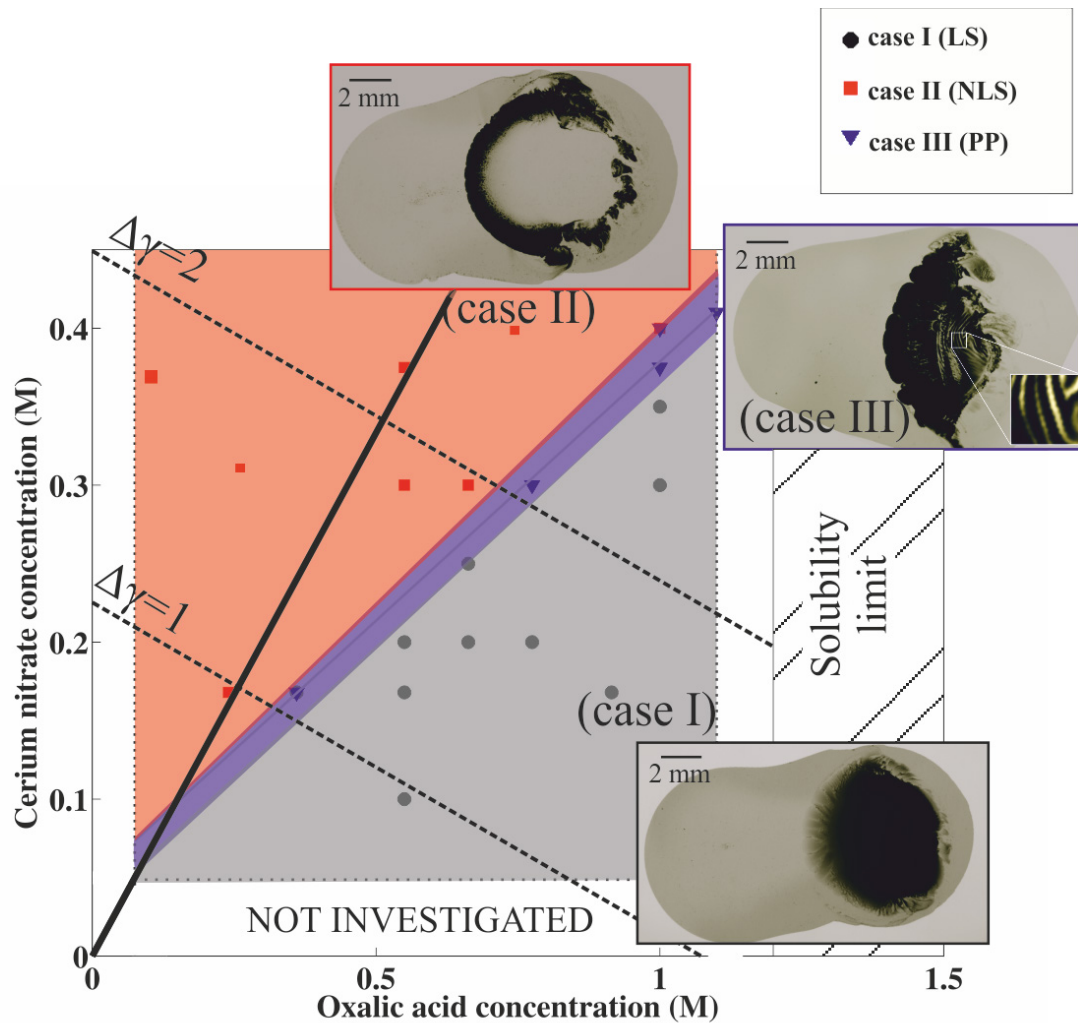 case I (LS)
case II (NLS)
case III (PP)
2 mm
(case II)
2 mm
(case III)
Δγ=2
Δγ=1
Solubility
limit
(case I)
2 mm
NOT INVESTIGATED
Cerium nitrate concentration (M)
0.4
0.3
0.2
0.1
0
0
0.5
1
1.5
Oxalic acid concentration (M)